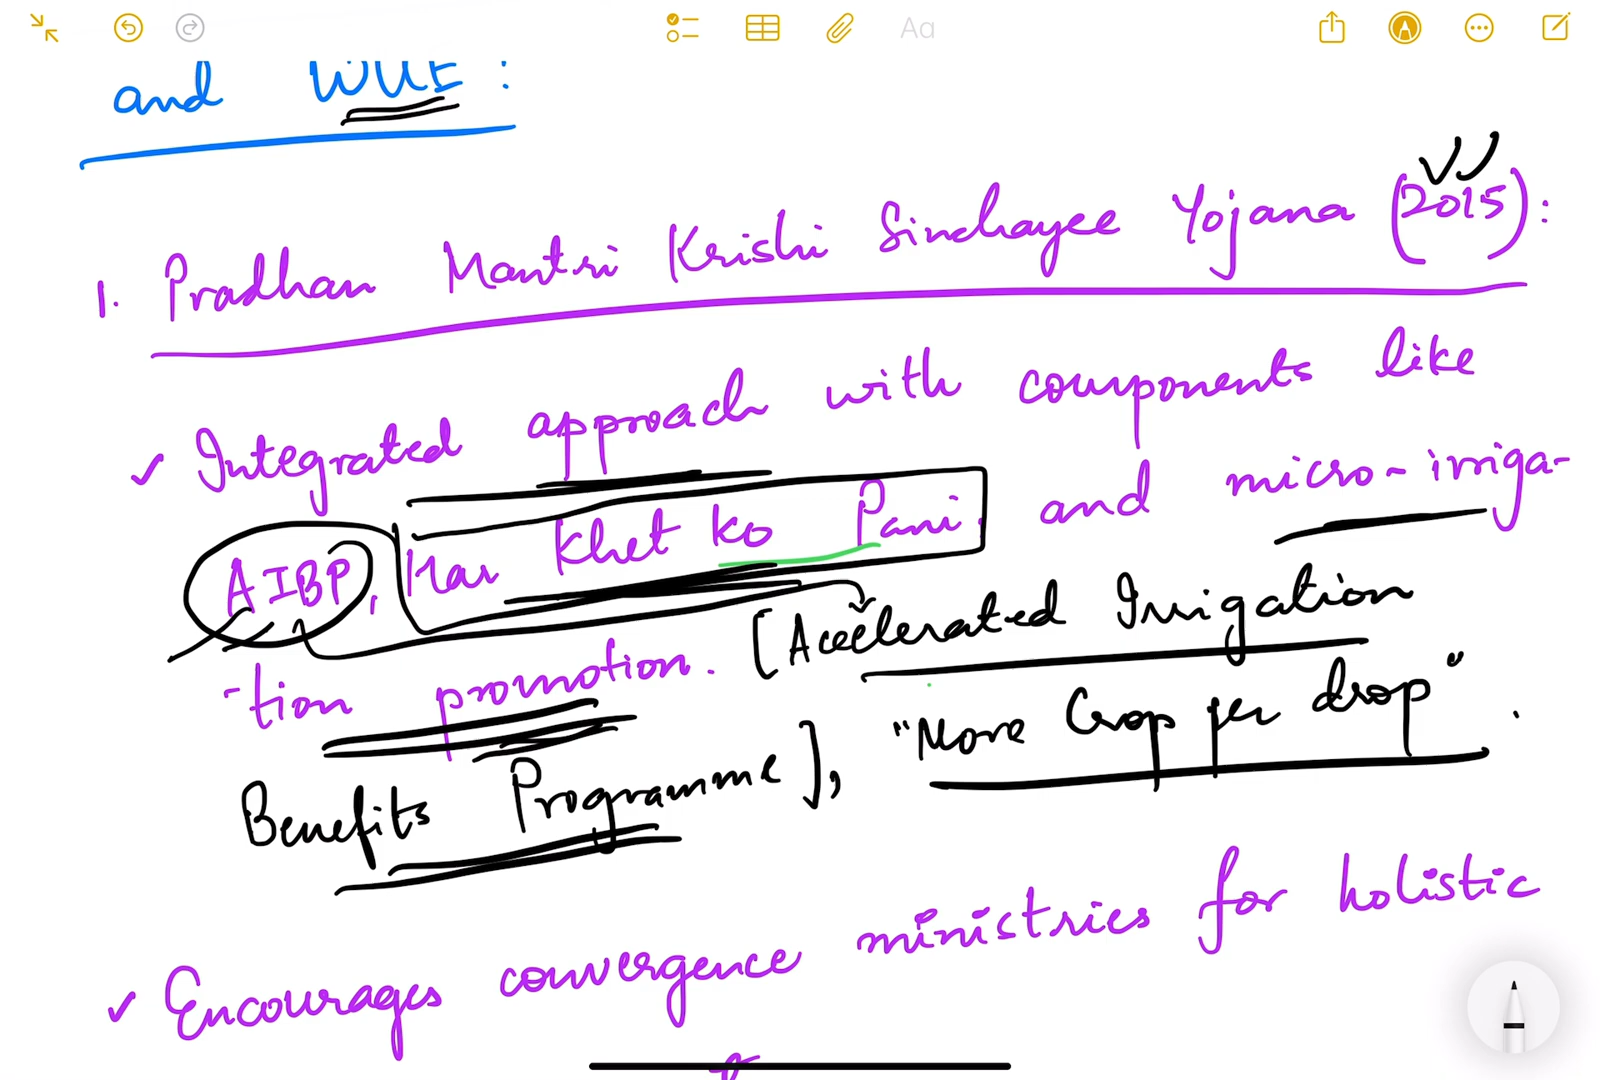 Aa
and WUE :
1. Pradhan Mantri Krishi Sinchayee Yojana (2015) :
✓ Integrated approach with components like
AIBP, Har Khet ko Pani, and micro-irriga-
-tion promotion. [Accelerated Irrigation
Benefits Programme], "More Crop per drop".
✓ Encourages convergence ministries for holistic